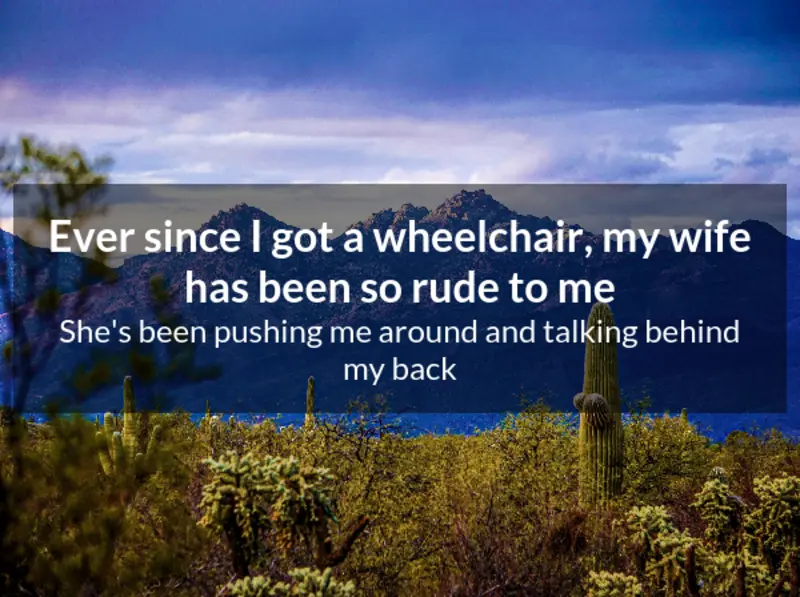 Ever since I got a wheelchair, my wife
has been so rude to me
She's been pushing me around and talking behind
my back